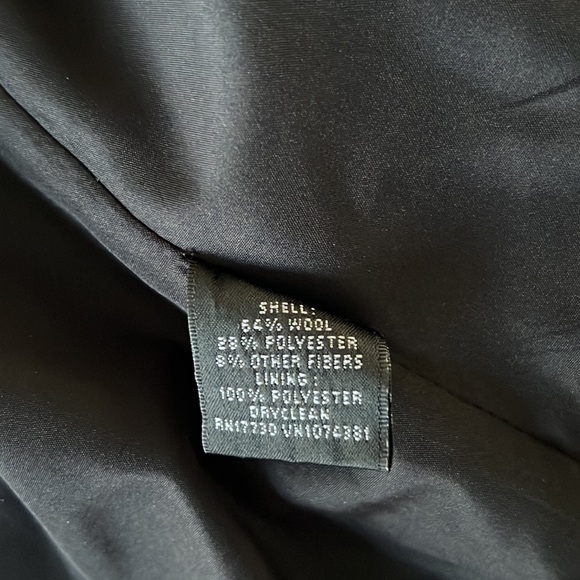 SHELL:
64% WOOL
28% POLYESTER
8% OTHER FIBERS
LINING:
100% POLYESTER
DRYCLEAN
RN17730 VN1074381